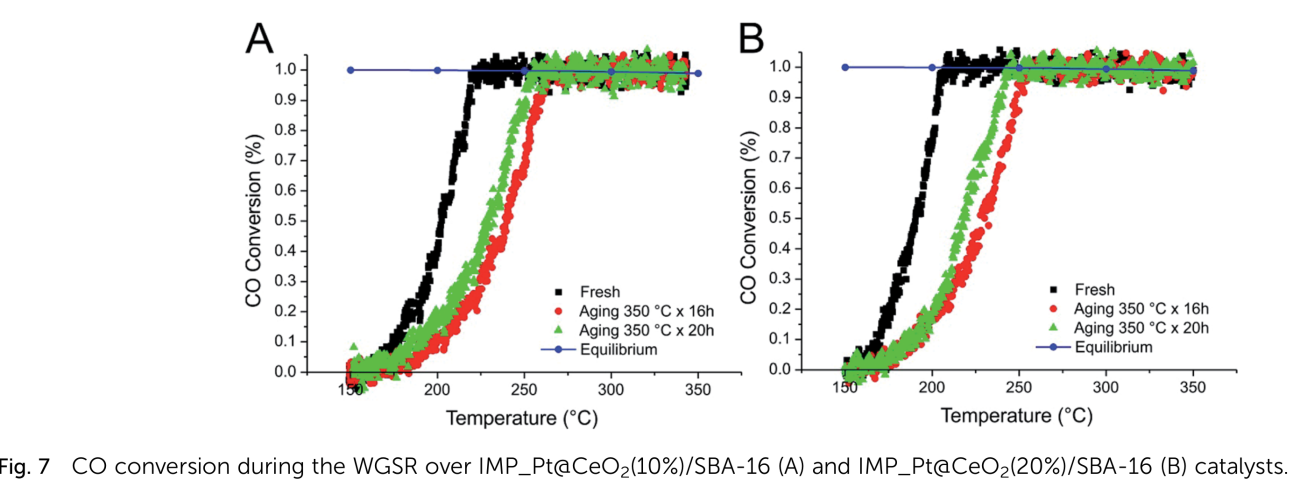 A
CO Conversion (%)
1.0
0.9
0.8
0.7
0.6
0.5
0.4
0.3
0.2
0.1
0.0
150
200
250
300
350
Temperature (°C)
Fresh
Aging 350 °C x 16h
Aging 350 °C x 20h
Equilibrium
B
CO Conversion (%)
1.0
0.9
0.8
0.7
0.6
0.5
0.4
0.3
0.2
0.1
0.0
150
200
250
300
350
Temperature (°C)
Fresh
Aging 350 °C x 16h
Aging 350 °C x 20h
Equilibrium
Fig. 7 CO conversion during the WGSR over IMP_Pt@CeO₂(10%)/SBA-16 (A) and IMP_Pt@CeO₂(20%)/SBA-16 (B) catalysts.